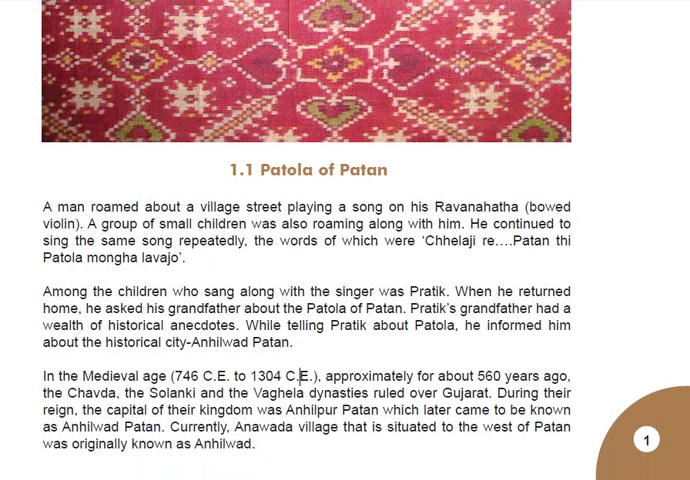 1.1 Patola of Patan
A man roamed about a village street playing a song on his Ravanahatha (bowed
violin). A group of small children was also roaming along with him. He continued to
sing the same song repeatedly, the words of which were ‘Chhelaji re....Patan thi
Patola mongha lavajo’.
Among the children who sang along with the singer was Pratik. When he returned
home, he asked his grandfather about the Patola of Patan. Pratik’s grandfather had a
wealth of historical anecdotes. While telling Pratik about Patola, he informed him
about the historical city-Anhilwad Patan.
In the Medieval age (746 C.E. to 1304 C.E.), approximately for about 560 years ago,
the Chavda, the Solanki and the Vaghela dynasties ruled over Gujarat. During their
reign, the capital of their kingdom was Anhilpur Patan which later came to be known
as Anhilwad Patan. Currently, Anawada village that is situated to the west of Patan
was originally known as Anhilwad.
1